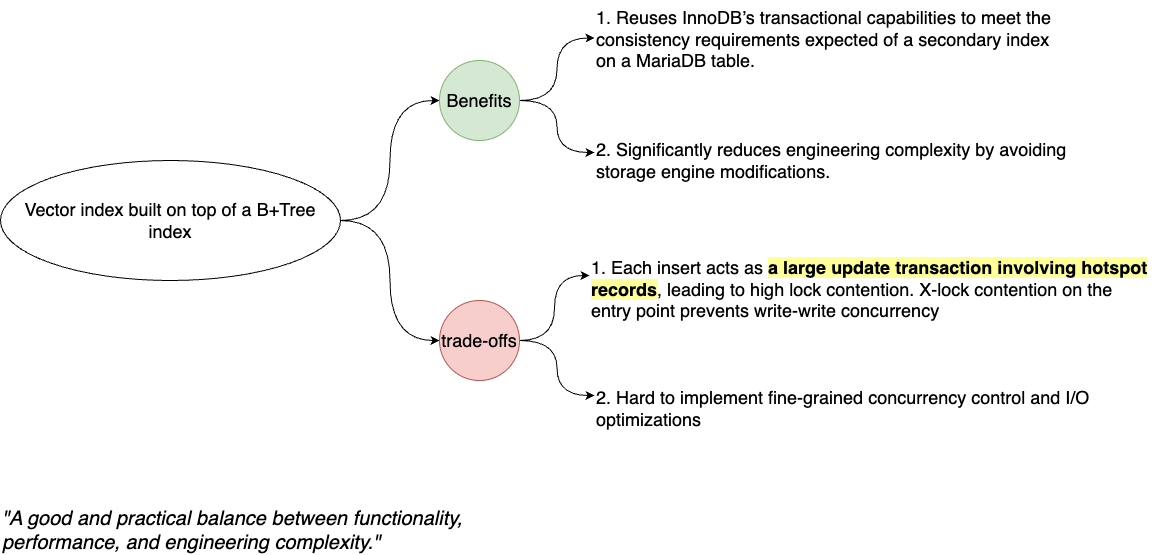 Vector index built on top of a B+Tree
index
Benefits
1. Reuses InnoDB’s transactional capabilities to meet the
consistency requirements expected of a secondary index
on a MariaDB table.
2. Significantly reduces engineering complexity by avoiding
storage engine modifications.
trade-offs
1. Each insert acts as a large update transaction involving hotspot
records, leading to high lock contention. X-lock contention on the
entry point prevents write-write concurrency
2. Hard to implement fine-grained concurrency control and I/O
optimizations
"A good and practical balance between functionality,
performance, and engineering complexity."